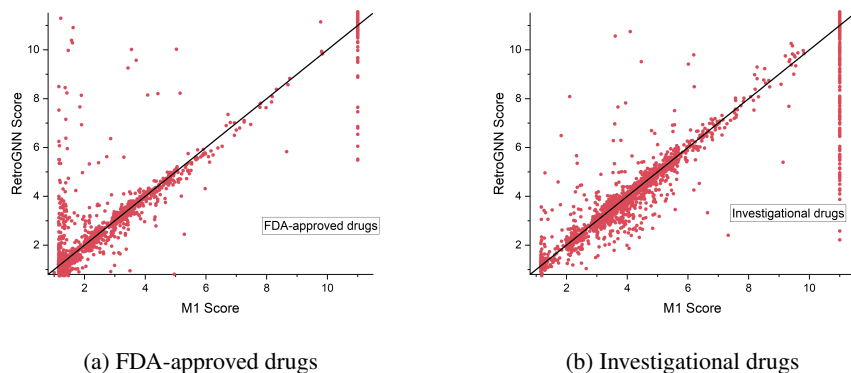 RetroGNN Score
10
8
6
4
2
FDA-approved drugs
2 4 6 8 10
M1 Score
(a) FDA-approved drugs
RetroGNN Score
10
8
6
4
2
Investigational drugs
2 4 6 8 10
M1 Score
(b) Investigational drugs